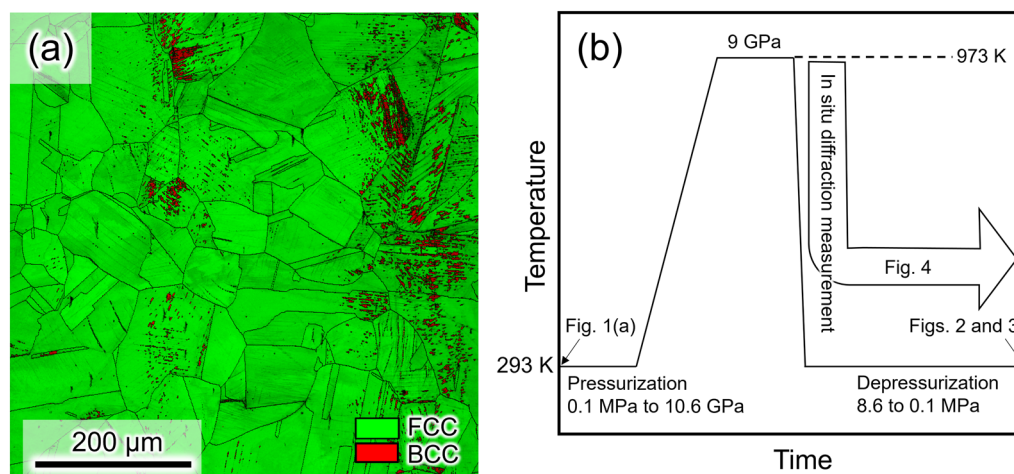 (a)
200 μm
FCC
BCC
(b)
Temperature
9 GPa
973 K
In situ diffraction measurement
Fig. 4
Fig. 1(a)
Figs. 2 and 3
293 K
Pressurization
0.1 MPa to 10.6 GPa
Depressurization
8.6 to 0.1 MPa
Time